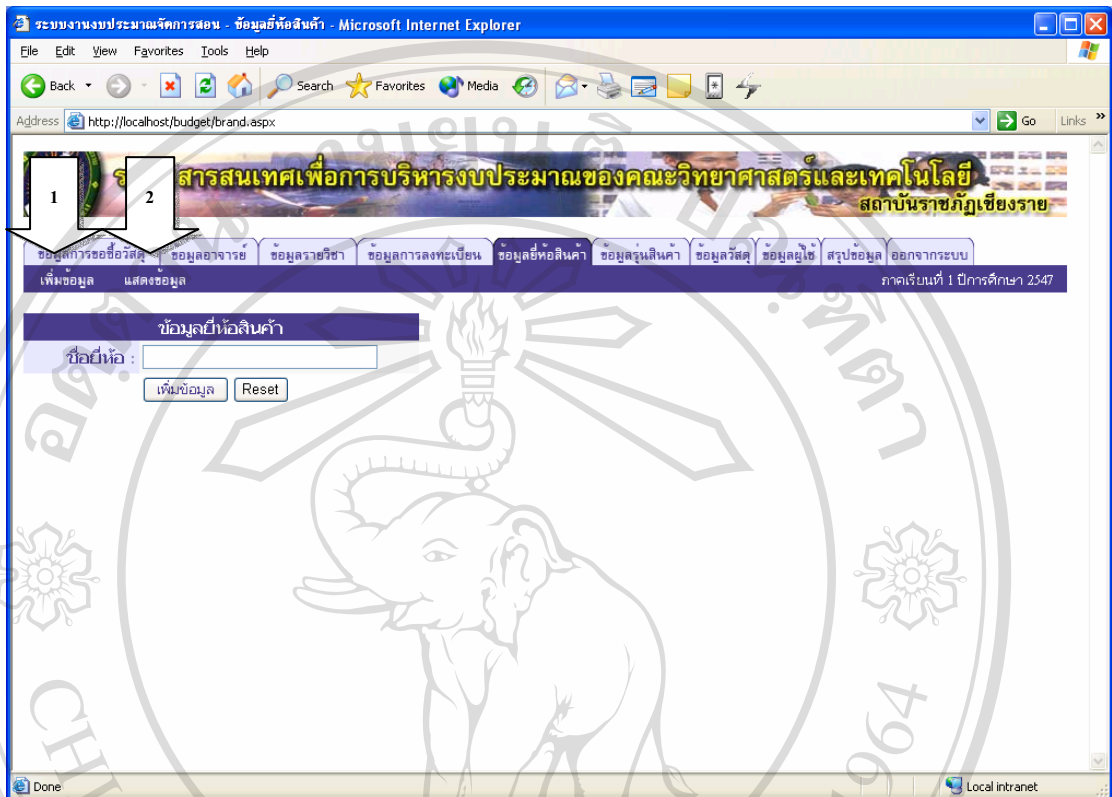 ระบบงานงบประมาณจัดการสอน - ข้อมูลยี่ห้อสินค้า - Microsoft Internet Explorer
File Edit View Favorites Tools Help
Back Search Favorites Media
Address http://localhost/budget/brand.aspx Go Links »
สารสนเทศเพื่อการบริหารงบประมาณของคณะวิทยาศาสตร์และเทคโนโลยี
สถาบันราชภัฏเชียงราย
1 2
ข้อมูลการขอซื้อวัสดุ ข้อมูลอาจารย์ ข้อมูลรายวิชา ข้อมูลการลงทะเบียน ข้อมูลยี่ห้อสินค้า ข้อมูลรุ่นสินค้า ข้อมูลวัสดุ ข้อมูลผู้ใช้ สรุปข้อมูล ออกจากระบบ
เพิ่มข้อมูล แสดงข้อมูล ภาคเรียนที่ 1 ปีการศึกษา 2547
ข้อมูลยี่ห้อสินค้า
ชื่อยี่ห้อ :
เพิ่มข้อมูล Reset
Done Local intranet
1964